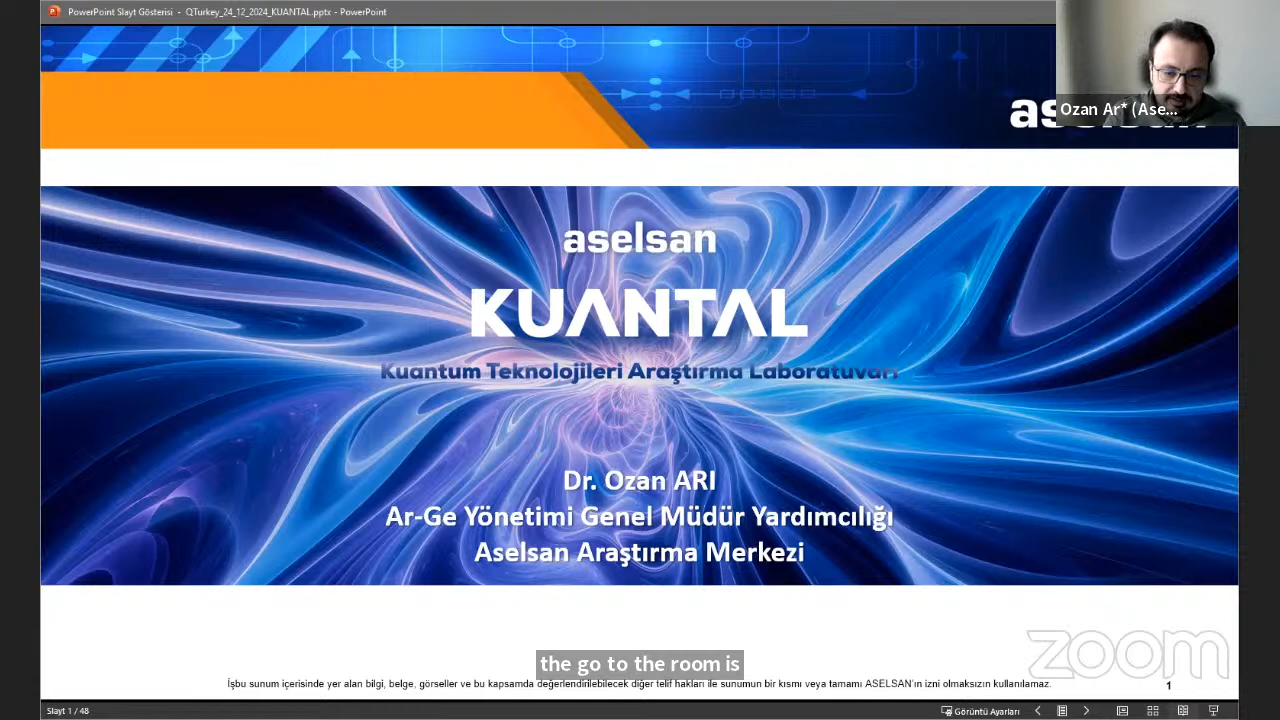 PowerPoint Slayt Gösterisi - QTurkey_24_12_2024_KUANTAL.pptx - PowerPoint
Ozan Ar* (Ase...
aselsan
KUANTAL
Kuantum Teknolojileri Araştırma Laboratuvarı
Dr. Ozan ARI
Ar-Ge Yönetimi Genel Müdür Yardımcılığı
Aselsan Araştırma Merkezi
zoom
the go to the room is
İşbu sunum içerisinde yer alan bilgi, belge, görseller ve bu kapsamda değerlendirilebilecek diğer telif hakları ile sunumun bir kısmı veya tamamı ASELSAN'ın izni olmaksızın kullanılamaz.
1
Slayt 1 / 48
Görüntü Ayarları